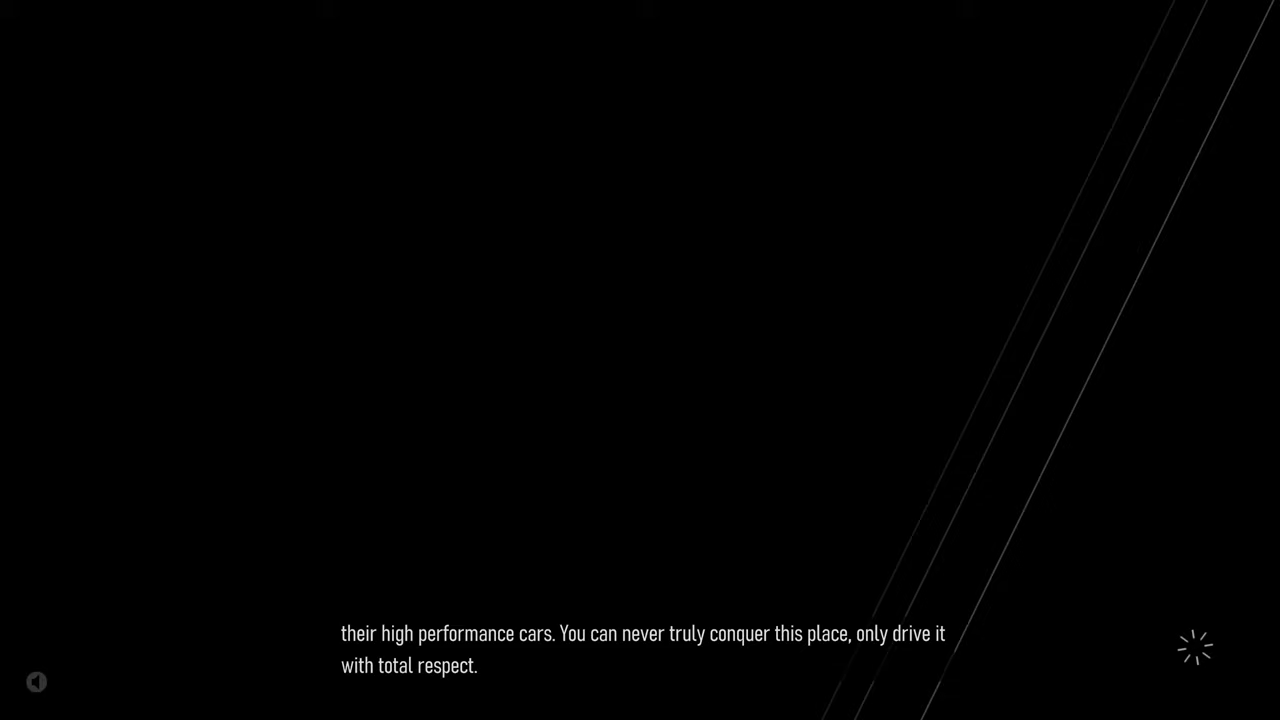 their high performance cars. You can never truly conquer this place, only drive it
with total respect.